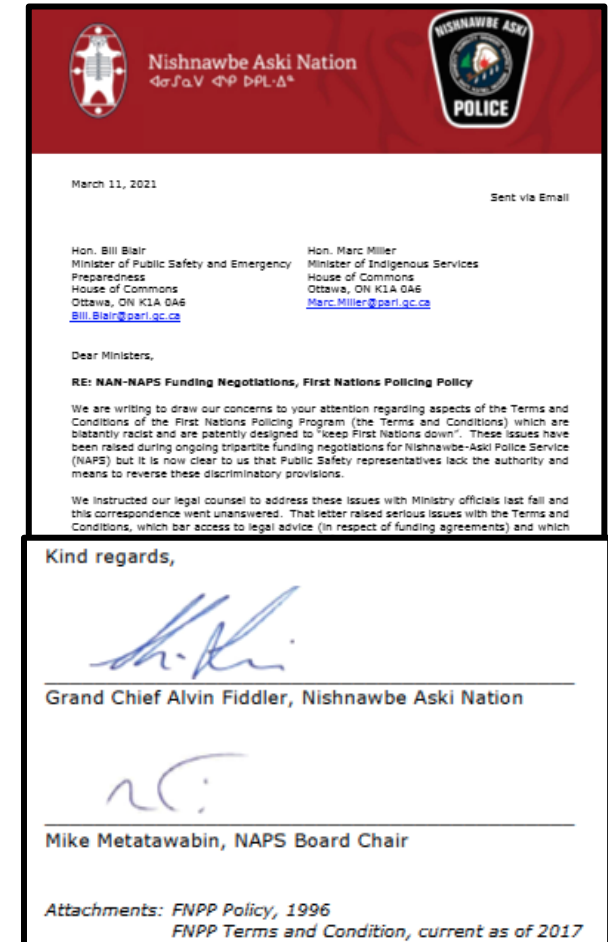 Nishnawbe Aski Nation
NISHNAWBE ASKI
POLICE
March 11, 2021
Sent via Email
Hon. Bill Blair
Minister of Public Safety and Emergency
Preparedness
House of Commons
Ottawa, ON K1A 0A6
Bill.Blair@parl.gc.ca
Hon. Marc Miller
Minister of Indigenous Services
House of Commons
Ottawa, ON K1A 0A6
Marc.Miller@parl.gc.ca
Dear Ministers,
RE: NAN-NAPS Funding Negotiations, First Nations Policing Policy
We are writing to draw our concerns to your attention regarding aspects of the Terms and
Conditions of the First Nations Policing Program (the Terms and Conditions) which are
blatantly racist and are patently designed to "keep First Nations down". These issues have
been raised during ongoing tripartite funding negotiations for Nishnawbe-Aski Police Service
(NAPS) but it is now clear to us that Public Safety representatives lack the authority and
means to reverse these discriminatory provisions.
We instructed our legal counsel to address these issues with Ministry officials last fall and
this correspondence went unanswered. That letter raised serious issues with the Terms and
Conditions, which bar access to legal advice (in respect of funding agreements) and which
Kind regards,
Grand Chief Alvin Fiddler, Nishnawbe Aski Nation
Mike Metatawabin, NAPS Board Chair
Attachments: FNPP Policy, 1996
FNPP Terms and Condition, current as of 2017